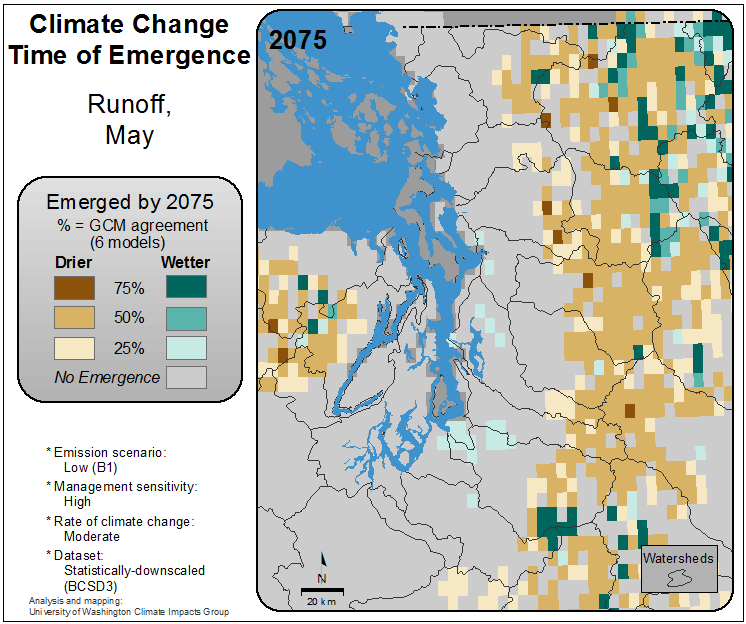 Climate Change
Time of Emergence
Runoff,
May
Emerged by 2075
% = GCM agreement
(6 models)
Drier Wetter
75%
50%
25%
No Emergence
* Emission scenario:
Low (B1)
* Management sensitivity:
High
* Rate of climate change:
Moderate
* Dataset:
Statistically-downscaled
(BCSD3)
Analysis and mapping:
University of Washington Climate Impacts Group
2075
N
20 km
Watersheds